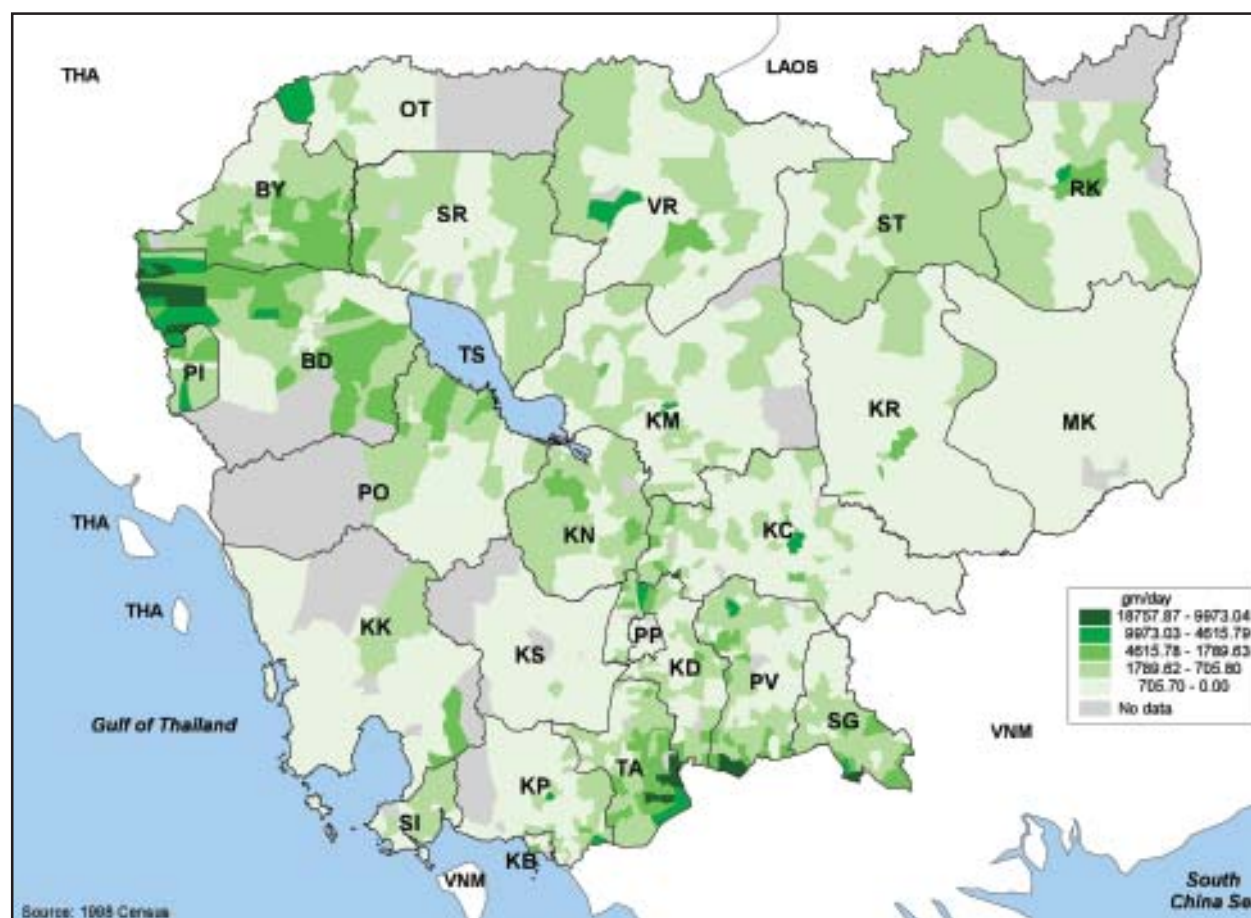 THA
LAOS
OT
BY
SR
VR
ST
RK
TS
BD
PI
KM
KR
MK
PO
KN
KC
THA
THA
KK
KS
PP
KD
PV
SG
gm/day
18757.87 - 9973.04
9973.03 - 4615.79
4615.78 - 1789.63
1789.62 - 705.80
705.70 - 0.00
No data
Gulf of Thailand
VNM
TA
KP
SI
KB
VNM
South
China Se
Source: 1998 Census